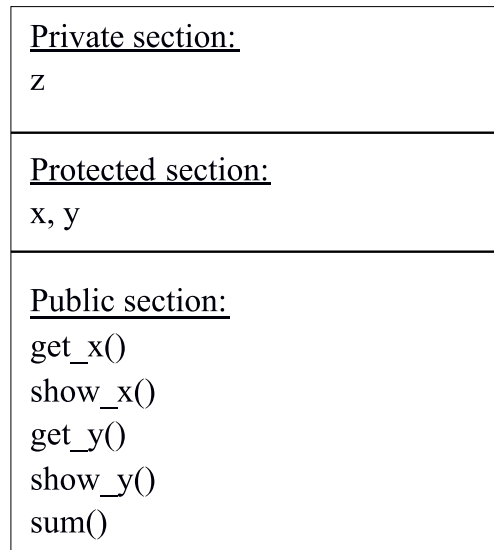 Private section:
z
Protected section:
x, y
Public section:
get_x()
show_x()
get_y()
show_y()
sum()